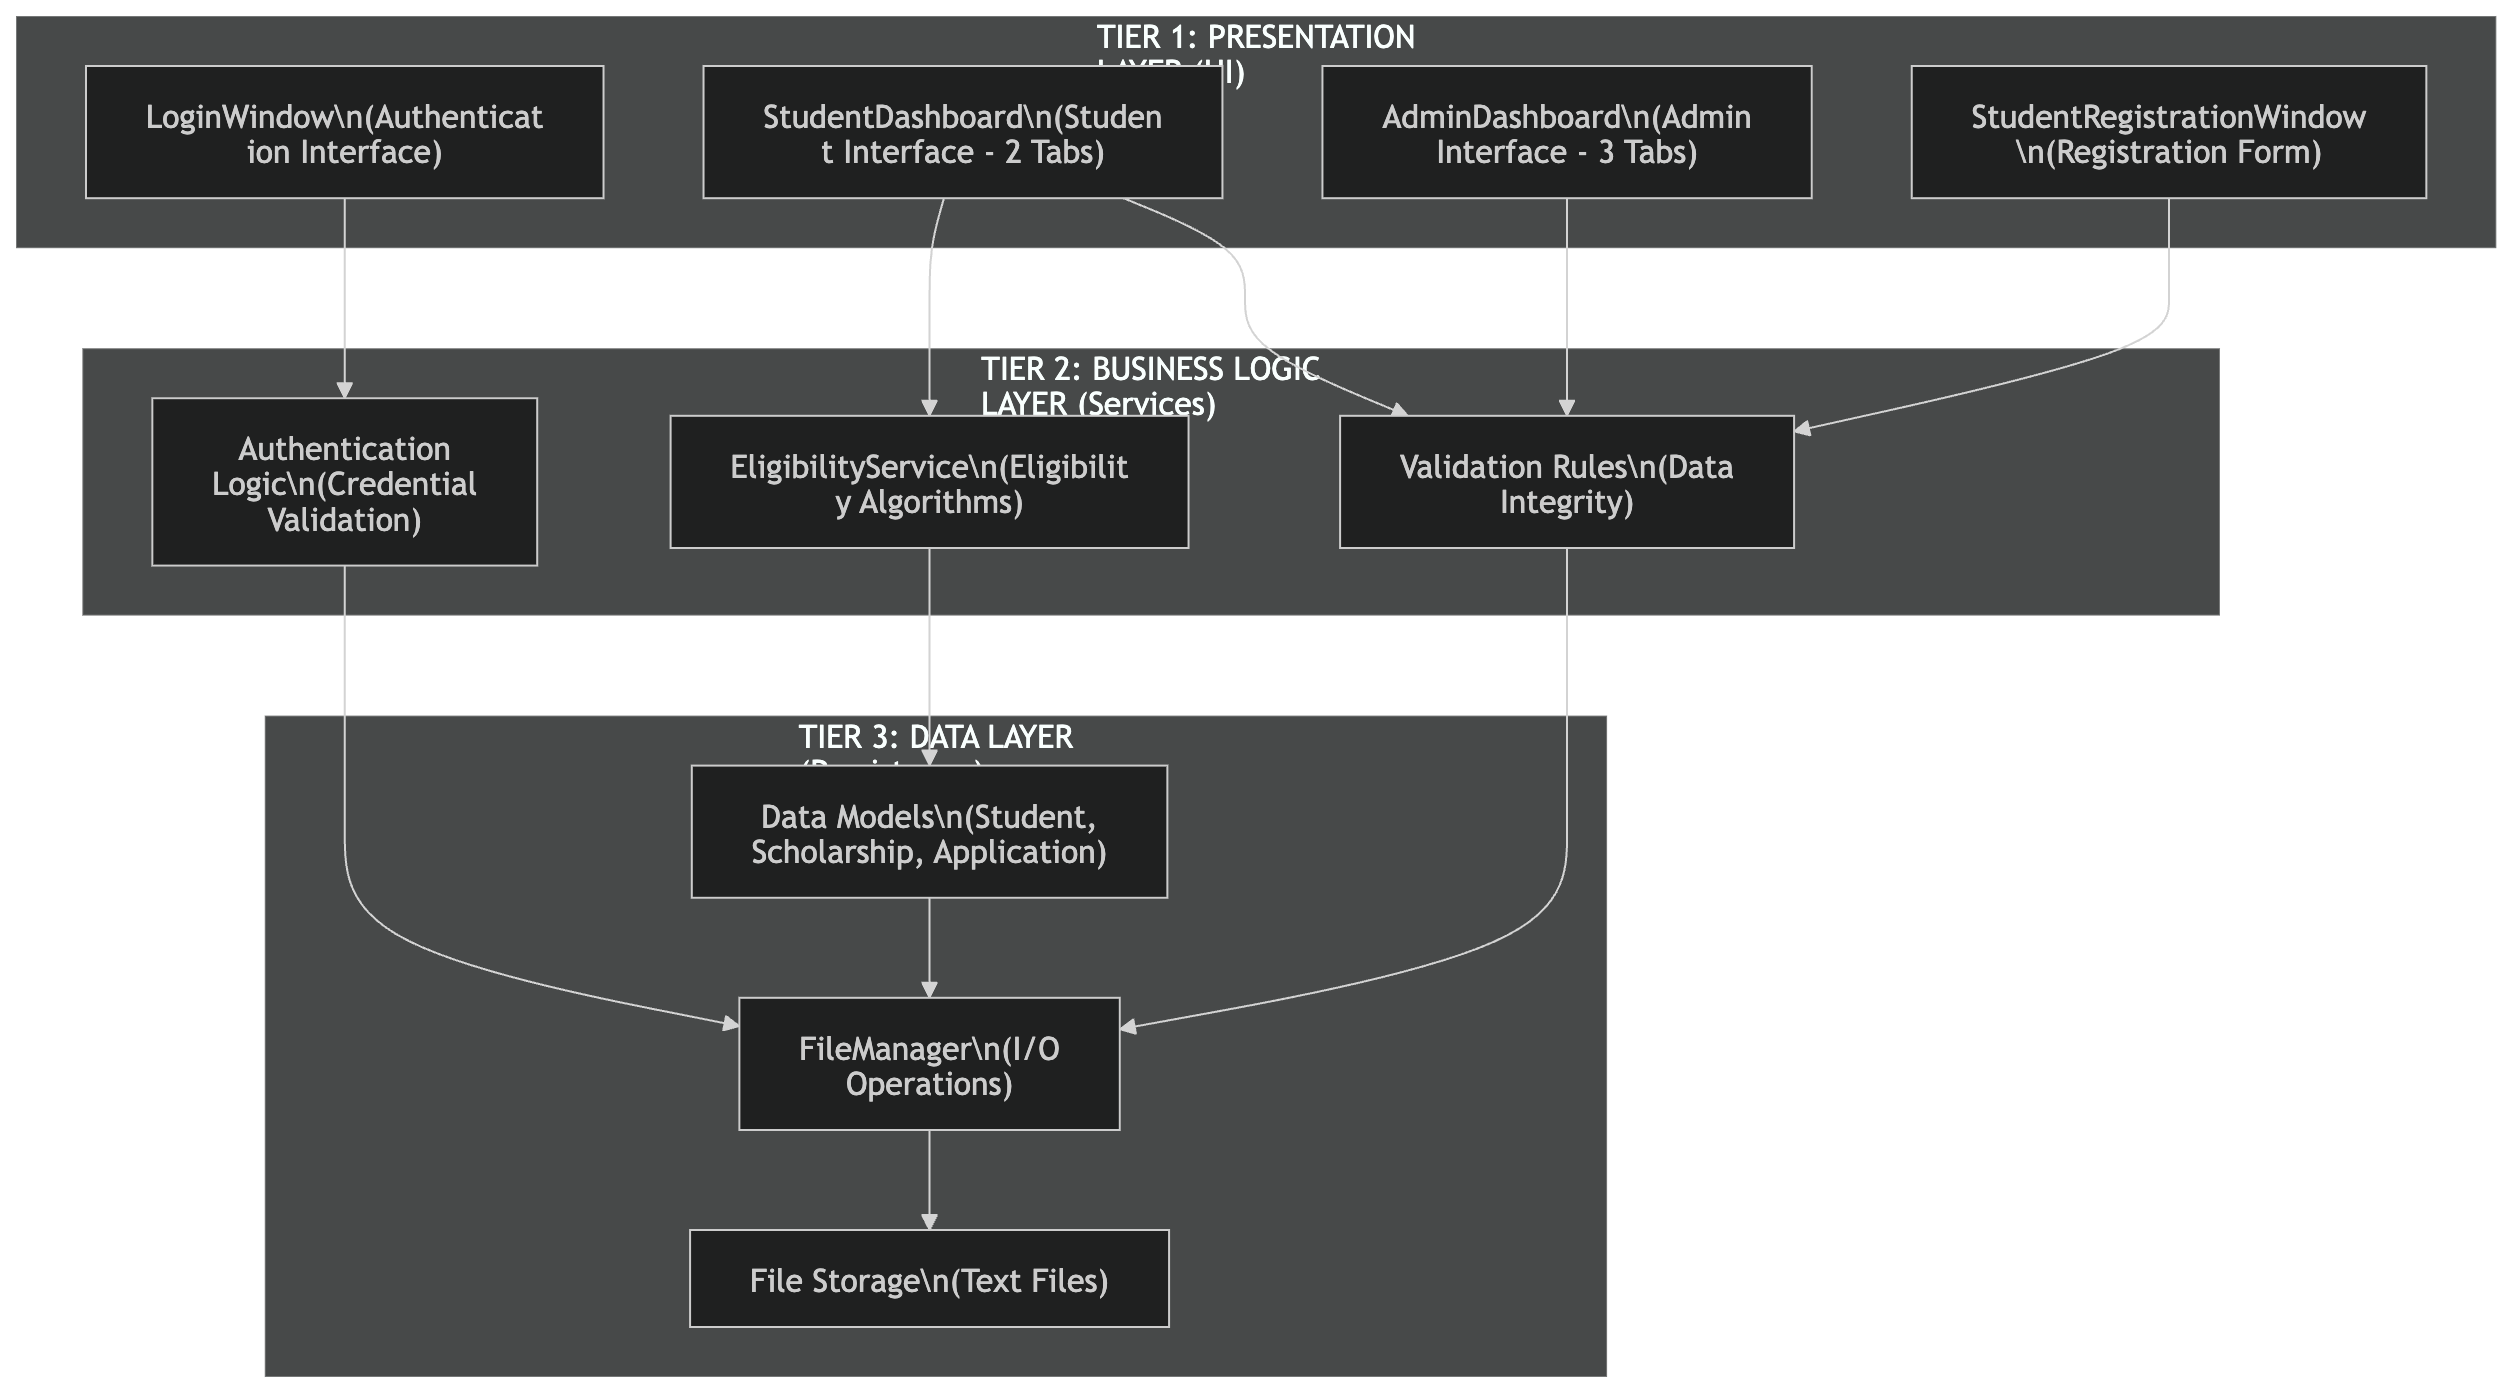 TIER 1: PRESENTATION
LoginWindow\n(Authenticat
ion Interface)
StudentDashboard\n(Studen
t Interface - 2 Tabs)
AdminDashboard\n(Admin
Interface - 3 Tabs)
StudentRegistrationWindow
\n(Registration Form)
TIER 2: BUSINESS LOGIC
LAYER (Services)
Authentication
Logic\n(Credential
Validation)
EligibilityService\n(Eligibilit
y Algorithms)
Validation Rules\n(Data
Integrity)
TIER 3: DATA LAYER
Data Models\n(Student,
Scholarship, Application)
FileManager\n(I/O
Operations)
File Storage\n(Text Files)